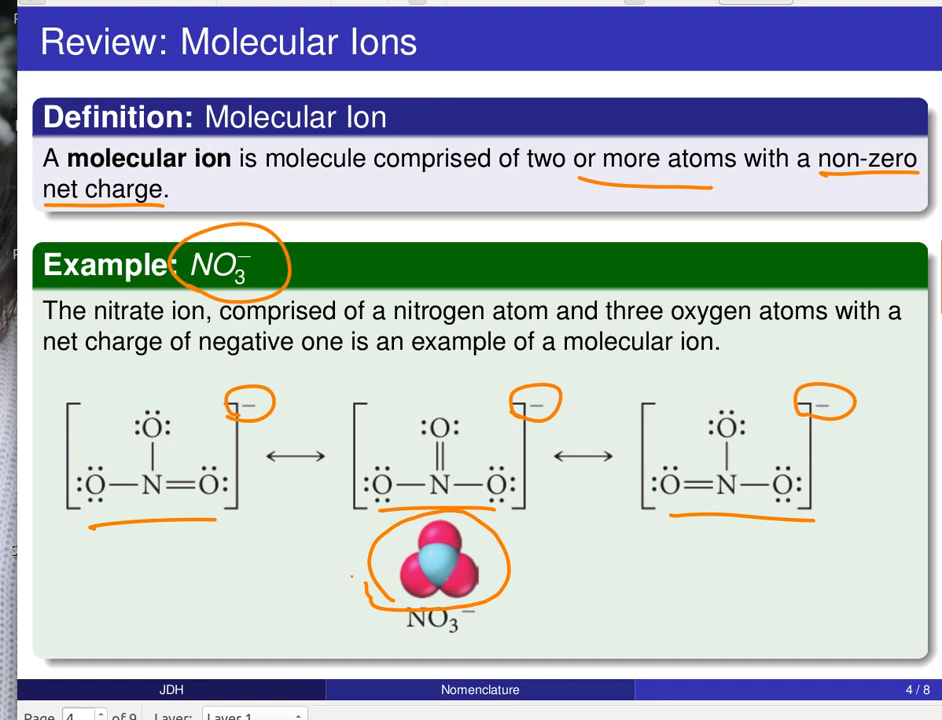 Review: Molecular Ions
Definition: Molecular Ion
A molecular ion is molecule comprised of two or more atoms with a non-zero
net charge.
Example: NO₃⁻
The nitrate ion, comprised of a nitrogen atom and three oxygen atoms with a
net charge of negative one is an example of a molecular ion.
[:Ö—N=Ö: Ö]⁻ ↔ [:Ö—N—Ö: O]⁻ ↔ [:Ö=N—Ö: Ö]⁻
NO₃⁻
JDH Nomenclature 4 / 8
Page 4 of 9 Layer: Layer 1